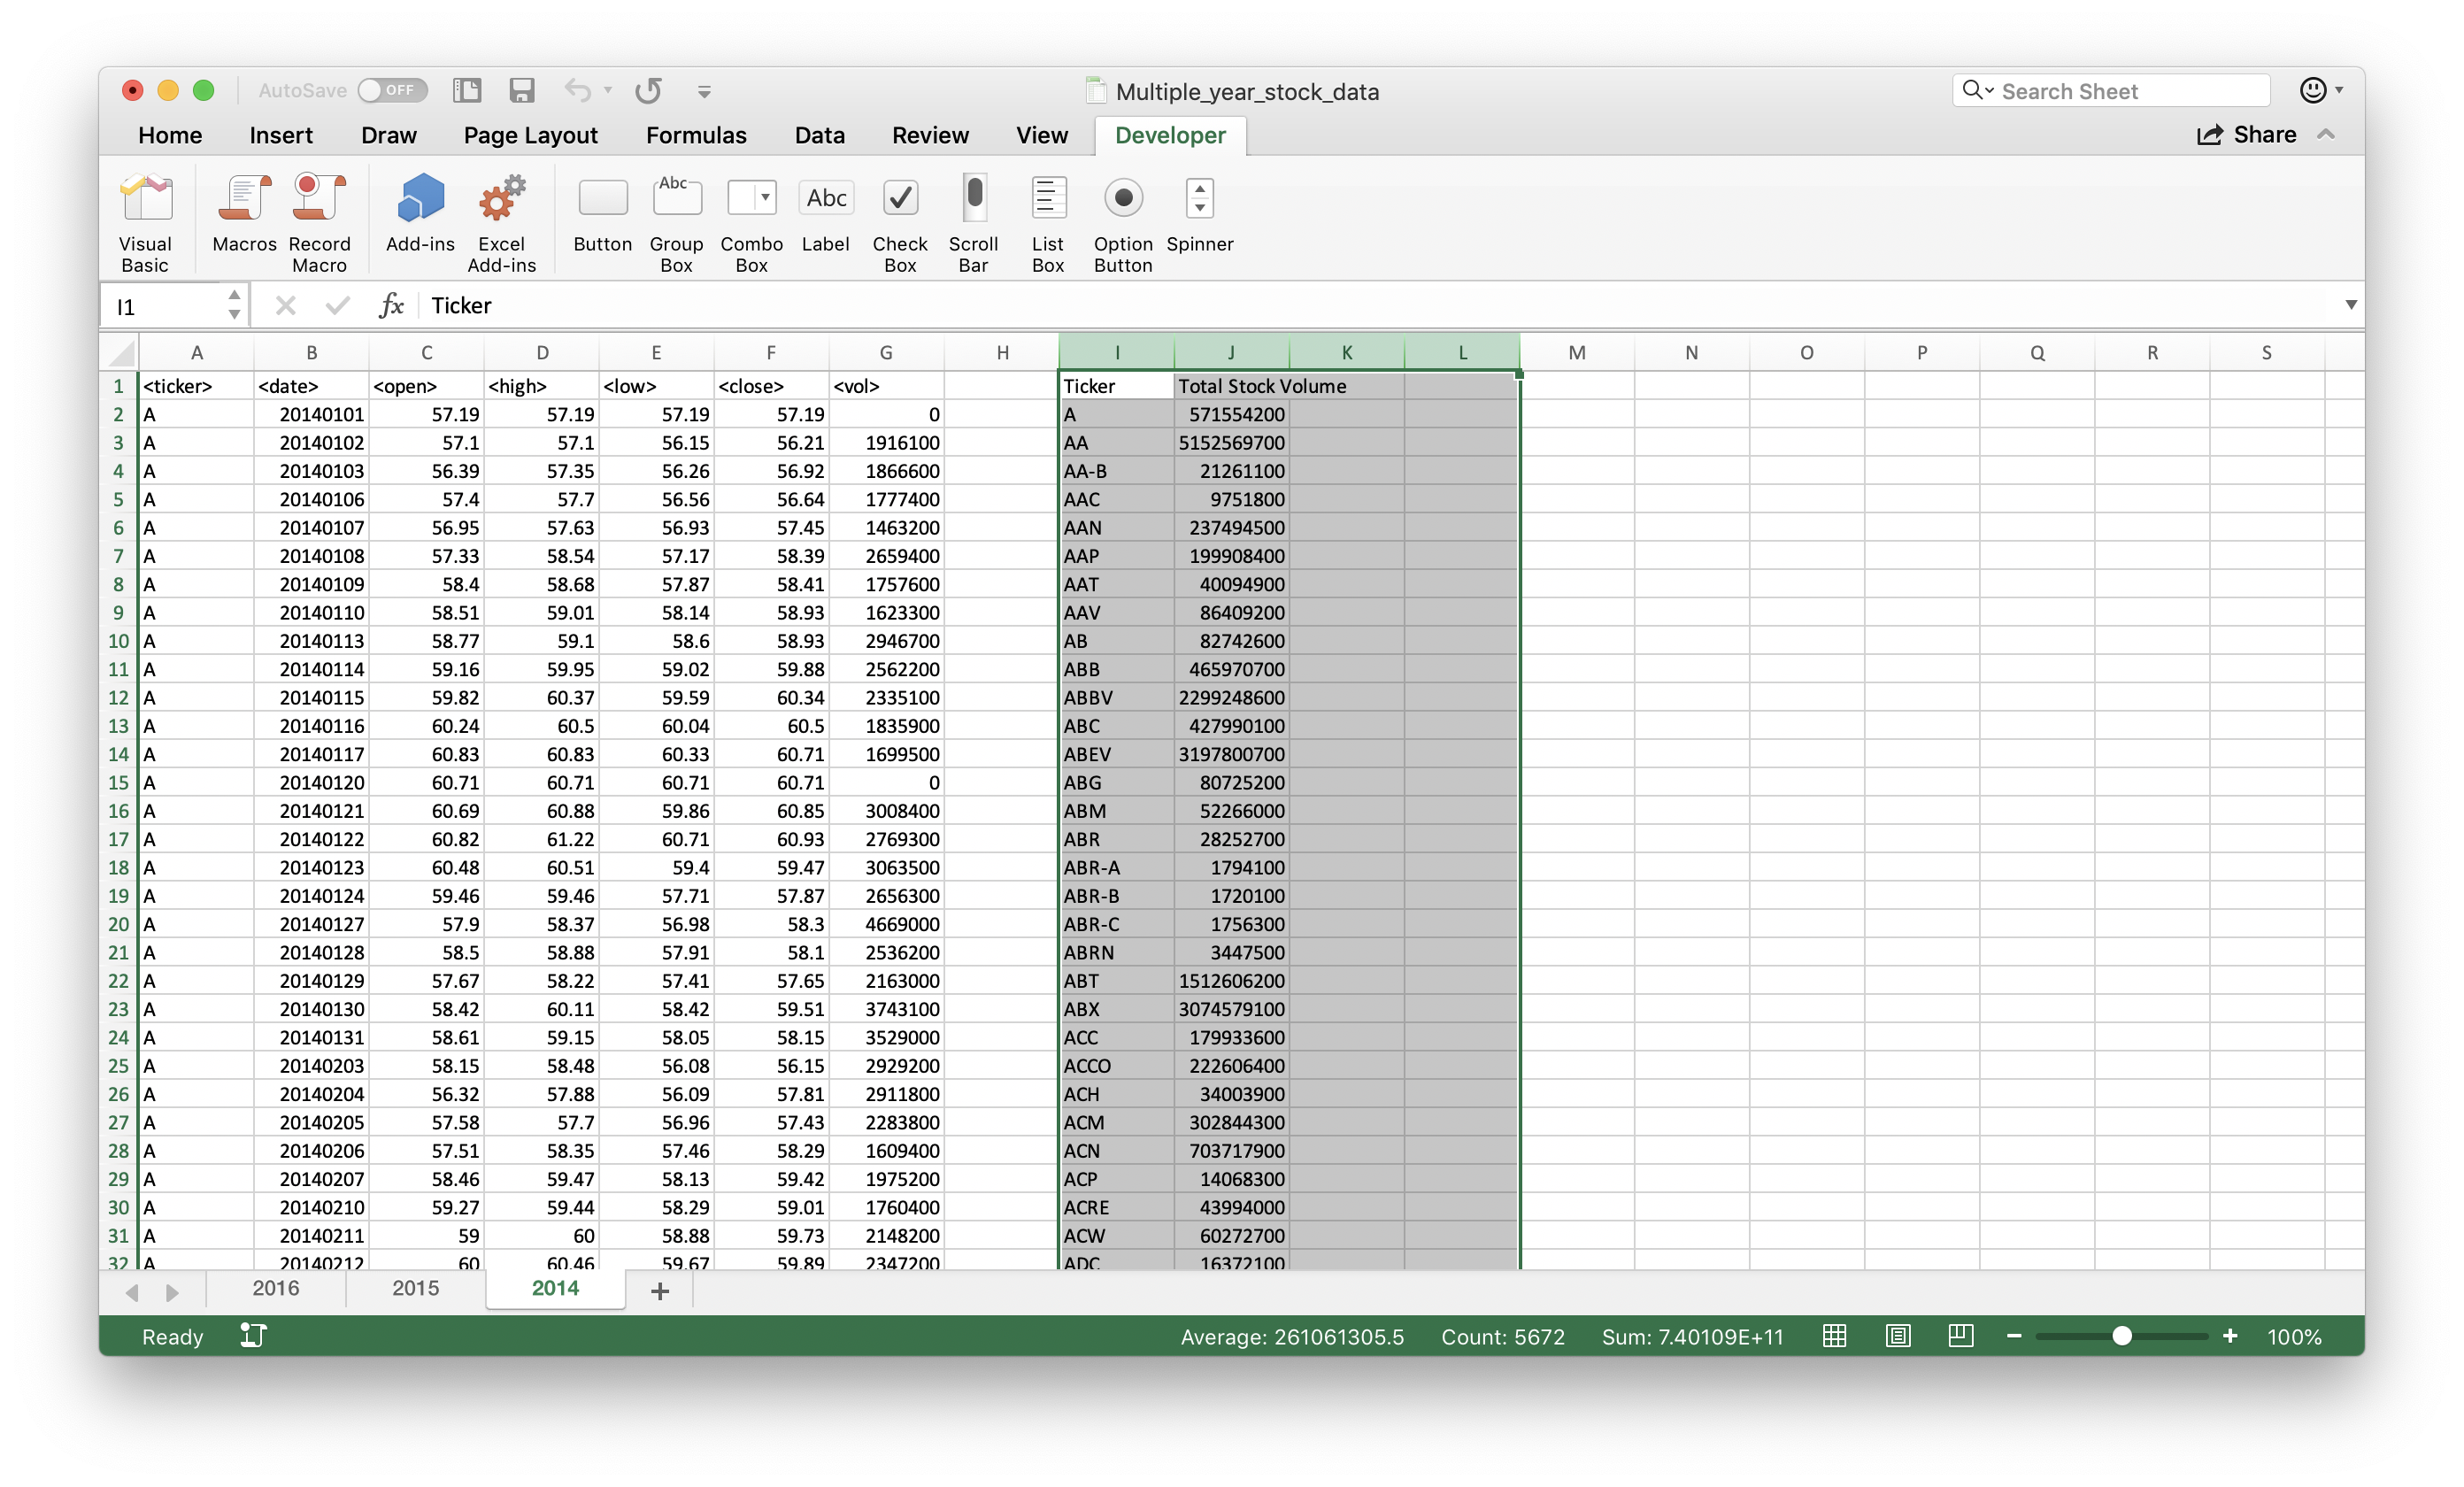 AutoSave OFF Multiple_year_stock_data Search Sheet
Home Insert Draw Page Layout Formulas Data Review View Developer Share
Visual Basic Macros Record Macro Add-ins Excel Add-ins Button Abc Group Box Combo Box Abc Label Check Box Scroll Bar List Box Option Button Spinner
I1 fx Ticker
A B C D E F G H I J K L M N O P Q R S
1 <ticker> <date> <open> <high> <low> <close> <vol> Ticker Total Stock Volume
2 A 20140101 57.19 57.19 57.19 57.19 0 A 571554200
3 A 20140102 57.1 57.1 56.15 56.21 1916100 AA 5152569700
4 A 20140103 56.39 57.35 56.26 56.92 1866600 AA-B 21261100
5 A 20140106 57.4 57.7 56.56 56.64 1777400 AAC 9751800
6 A 20140107 56.95 57.63 56.93 57.45 1463200 AAN 237494500
7 A 20140108 57.33 58.54 57.17 58.39 2659400 AAP 199908400
8 A 20140109 58.4 58.68 57.87 58.41 1757600 AAT 40094900
9 A 20140110 58.51 59.01 58.14 58.93 1623300 AAV 86409200
10 A 20140113 58.77 59.1 58.6 58.93 2946700 AB 82742600
11 A 20140114 59.16 59.95 59.02 59.88 2562200 ABB 465970700
12 A 20140115 59.82 60.37 59.59 60.34 2335100 ABBV 2299248600
13 A 20140116 60.24 60.5 60.04 60.5 1835900 ABC 427990100
14 A 20140117 60.83 60.83 60.33 60.71 1699500 ABEV 3197800700
15 A 20140120 60.71 60.71 60.71 60.71 0 ABG 80725200
16 A 20140121 60.69 60.88 59.86 60.85 3008400 ABM 52266000
17 A 20140122 60.82 61.22 60.71 60.93 2769300 ABR 28252700
18 A 20140123 60.48 60.51 59.4 59.47 3063500 ABR-A 1794100
19 A 20140124 59.46 59.46 57.71 57.87 2656300 ABR-B 1720100
20 A 20140127 57.9 58.37 56.98 58.3 4669000 ABR-C 1756300
21 A 20140128 58.5 58.88 57.91 58.1 2536200 ABRN 3447500
22 A 20140129 57.67 58.22 57.41 57.65 2163000 ABT 1512606200
23 A 20140130 58.42 60.11 58.42 59.51 3743100 ABX 3074579100
24 A 20140131 58.61 59.15 58.05 58.15 3529000 ACC 179933600
25 A 20140203 58.15 58.48 56.08 56.15 2929200 ACCO 222606400
26 A 20140204 56.32 57.88 56.09 57.81 2911800 ACH 34003900
27 A 20140205 57.58 57.7 56.96 57.43 2283800 ACM 302844300
28 A 20140206 57.51 58.35 57.46 58.29 1609400 ACN 703717900
29 A 20140207 58.46 59.47 58.13 59.42 1975200 ACP 14068300
30 A 20140210 59.27 59.44 58.29 59.01 1760400 ACRE 43994000
31 A 20140211 59 60 58.88 59.73 2148200 ACW 60272700
32 A 20140212 60 60.46 59.67 59.89 2347200 ADC 16372100
2016 2015 2014 +
Ready Average: 261061305.5 Count: 5672 Sum: 7.40109E+11 100%